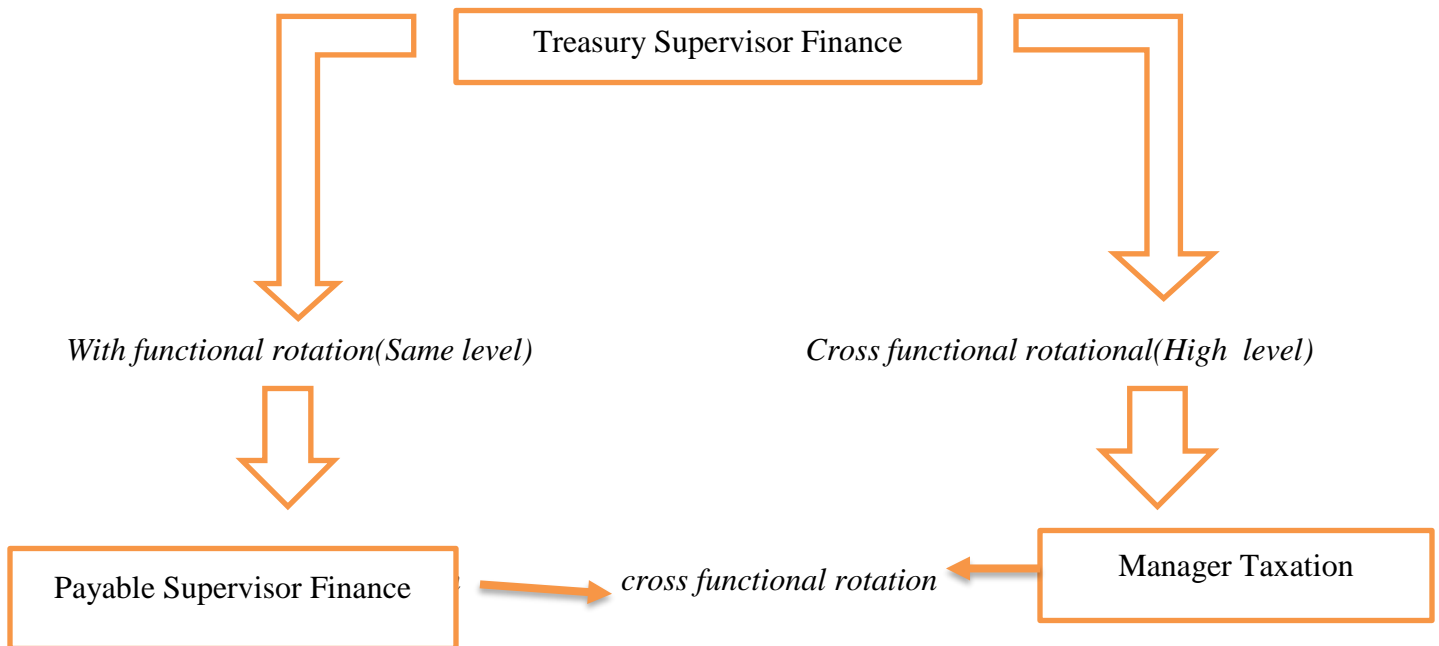 Treasury Supervisor Finance
With functional rotation(Same level)
Cross functional rotational(High level)
Payable Supervisor Finance
cross functional rotation
Manager Taxation